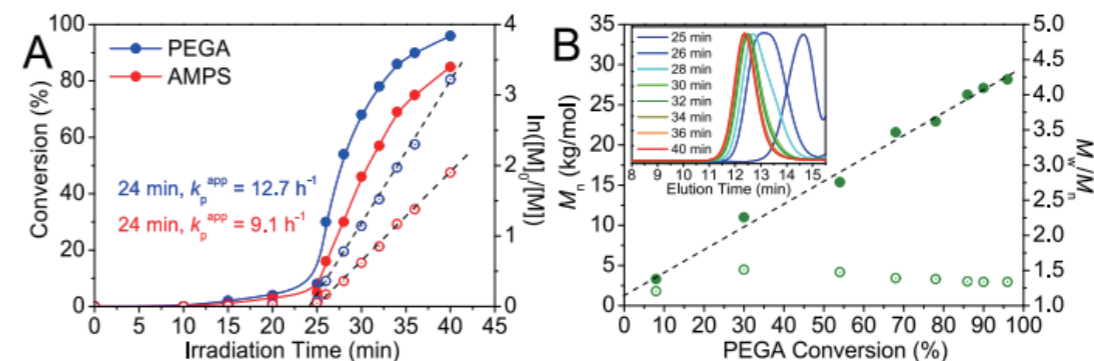 A
PEGA
AMPS
24 min, kₚᵃᵖᵖ = 12.7 h⁻¹
24 min, kₚᵃᵖᵖ = 9.1 h⁻¹
Conversion (%)
100
80
60
40
20
0
0 5 10 15 20 25 30 35 40 45
Irradiation Time (min)
4
3
2
1
0
ln([M]₀/[M])
B
Mₙ (kg/mol)
35
30
25
20
15
10
5
0
25 min
26 min
28 min
30 min
32 min
34 min
36 min
40 min
8 9 10 11 12 13 14 15
Elution Time (min)
0 10 20 30 40 50 60 70 80 90 100
PEGA Conversion (%)
5.0
4.5
4.0
3.5
3.0
2.5
2.0
1.5
1.0
M_w/Mₙ